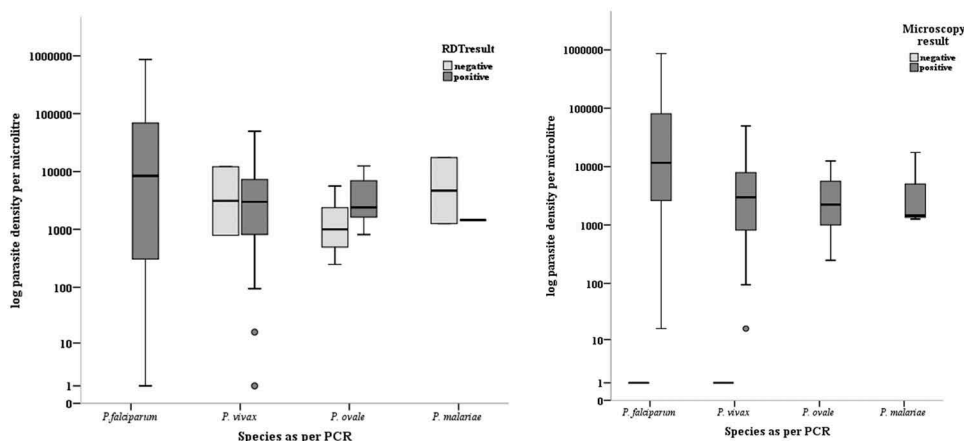 RDTresult
negative
positive
log parasite density per microlitre
1000000
100000
10000
1000
100
10
1
0
P.falciparum
P. vivax
P. ovale
P. malariae
Species as per PCR
Microscopy
result
negative
positive
log parasite density per microlitre
1000000
100000
10000
1000
100
10
1
0
P. falciparum
P. vivax
P. ovale
P. malariae
Species as per PCR